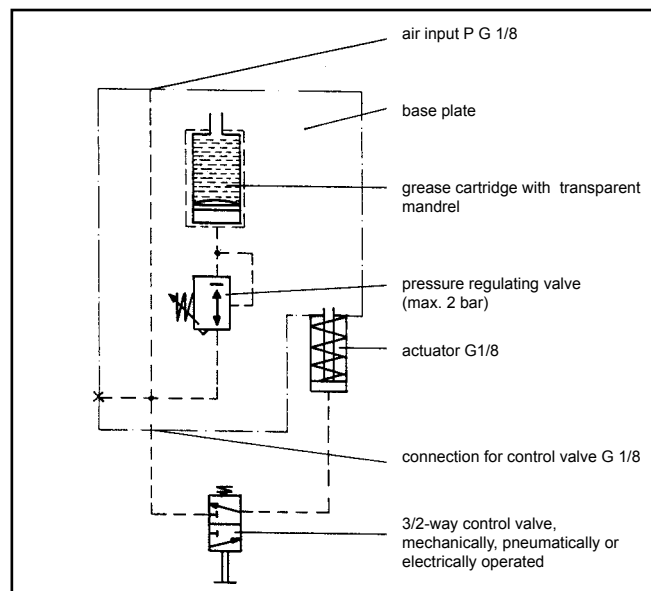 air input P G 1/8
base plate
grease cartridge with transparent
mandrel
pressure regulating valve
(max. 2 bar)
actuator G1/8
connection for control valve G 1/8
3/2-way control valve,
mechanically, pneumatically or
electrically operated